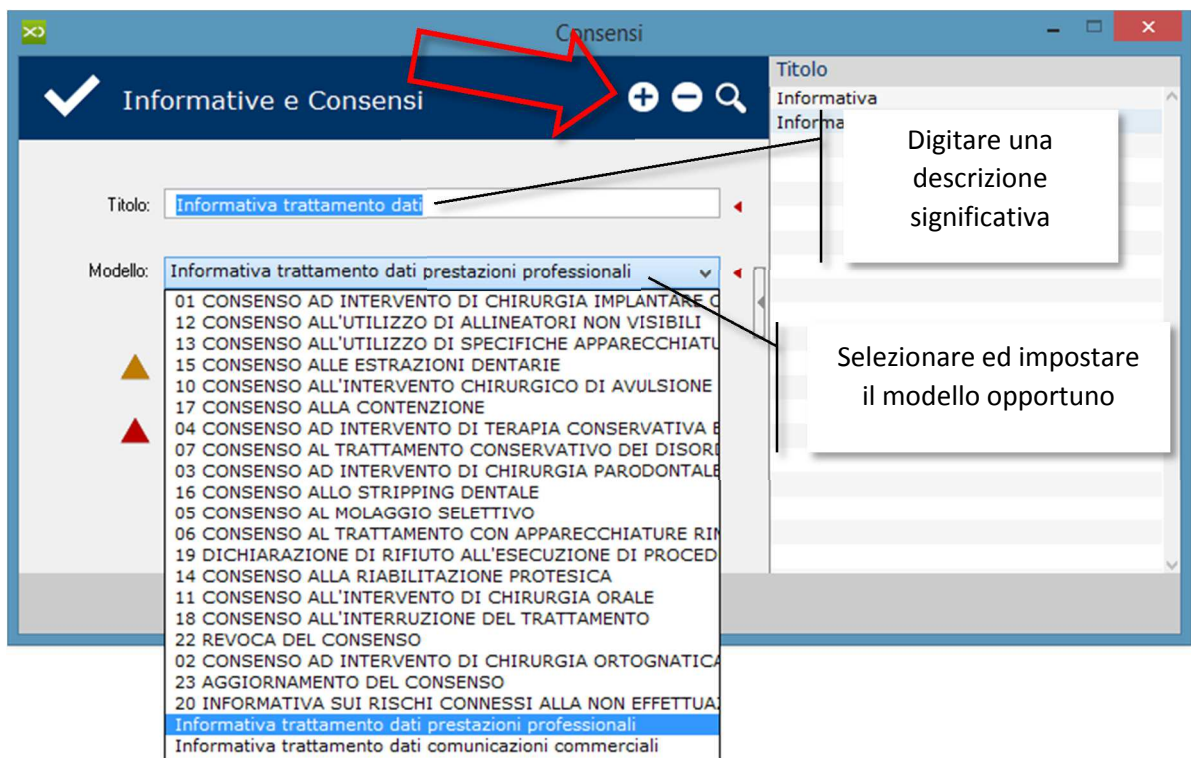 Consensi
Informative e Consensi
Titolo
Informativa
Informa
Digitare una
descrizione
significativa
Titolo: Informativa trattamento dati
Modello: Informativa trattamento dati prestazioni professionali
Selezionare ed impostare
il modello opportuno
01 CONSENSO AD INTERVENTO DI CHIRURGIA IMPLANTARE
12 CONSENSO ALL'UTILIZZO DI ALLINEATORI NON VISIBILI
13 CONSENSO ALL'UTILIZZO DI SPECIFICHE APPARECCHIATU
15 CONSENSO ALLE ESTRAZIONI DENTARIE
10 CONSENSO ALL'INTERVENTO CHIRURGICO DI AVULSIONE
17 CONSENSO ALLA CONTENZIONE
04 CONSENSO AD INTERVENTO DI TERAPIA CONSERVATIVA E
07 CONSENSO AL TRATTAMENTO CONSERVATIVO DEI DISORD
03 CONSENSO AD INTERVENTO DI CHIRURGIA PARODONTALE
16 CONSENSO ALLO STRIPPING DENTALE
05 CONSENSO AL MOLAGGIO SELETTIVO
06 CONSENSO AL TRATTAMENTO CON APPARECCHIATURE RIM
19 DICHIARAZIONE DI RIFIUTO ALL'ESECUZIONE DI PROCED
14 CONSENSO ALLA RIABILITAZIONE PROTESICA
11 CONSENSO ALL'INTERVENTO DI CHIRURGIA ORALE
18 CONSENSO ALL'INTERRUZIONE DEL TRATTAMENTO
22 REVOCA DEL CONSENSO
02 CONSENSO AD INTERVENTO DI CHIRURGIA ORTOGNATICA
23 AGGIORNAMENTO DEL CONSENSO
20 INFORMATIVA SUI RISCHI CONNESSI ALLA NON EFFETTUAZ
Informativa trattamento dati prestazioni professionali
Informativa trattamento dati comunicazioni commerciali